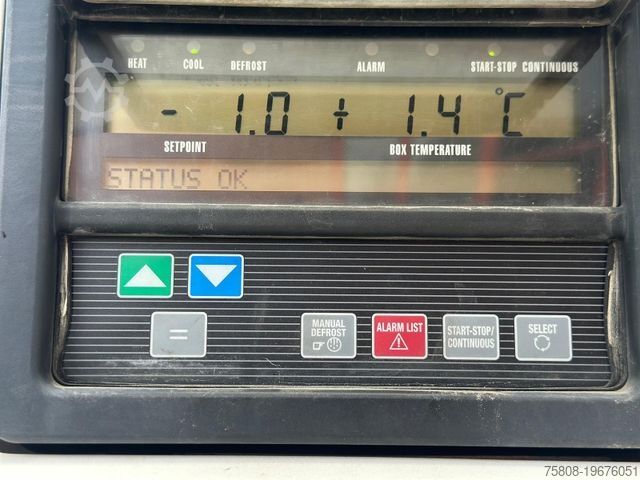 HEAT COOL DEFROST ALARM START-STOP CONTINUOUS
- 1.0 + 1.4 °C
SETPOINT BOX TEMPERATURE
STATUS OK
=
MANUAL DEFROST
ALARM LIST
START-STOP/ CONTINUOUS
SELECT
75808-19676051